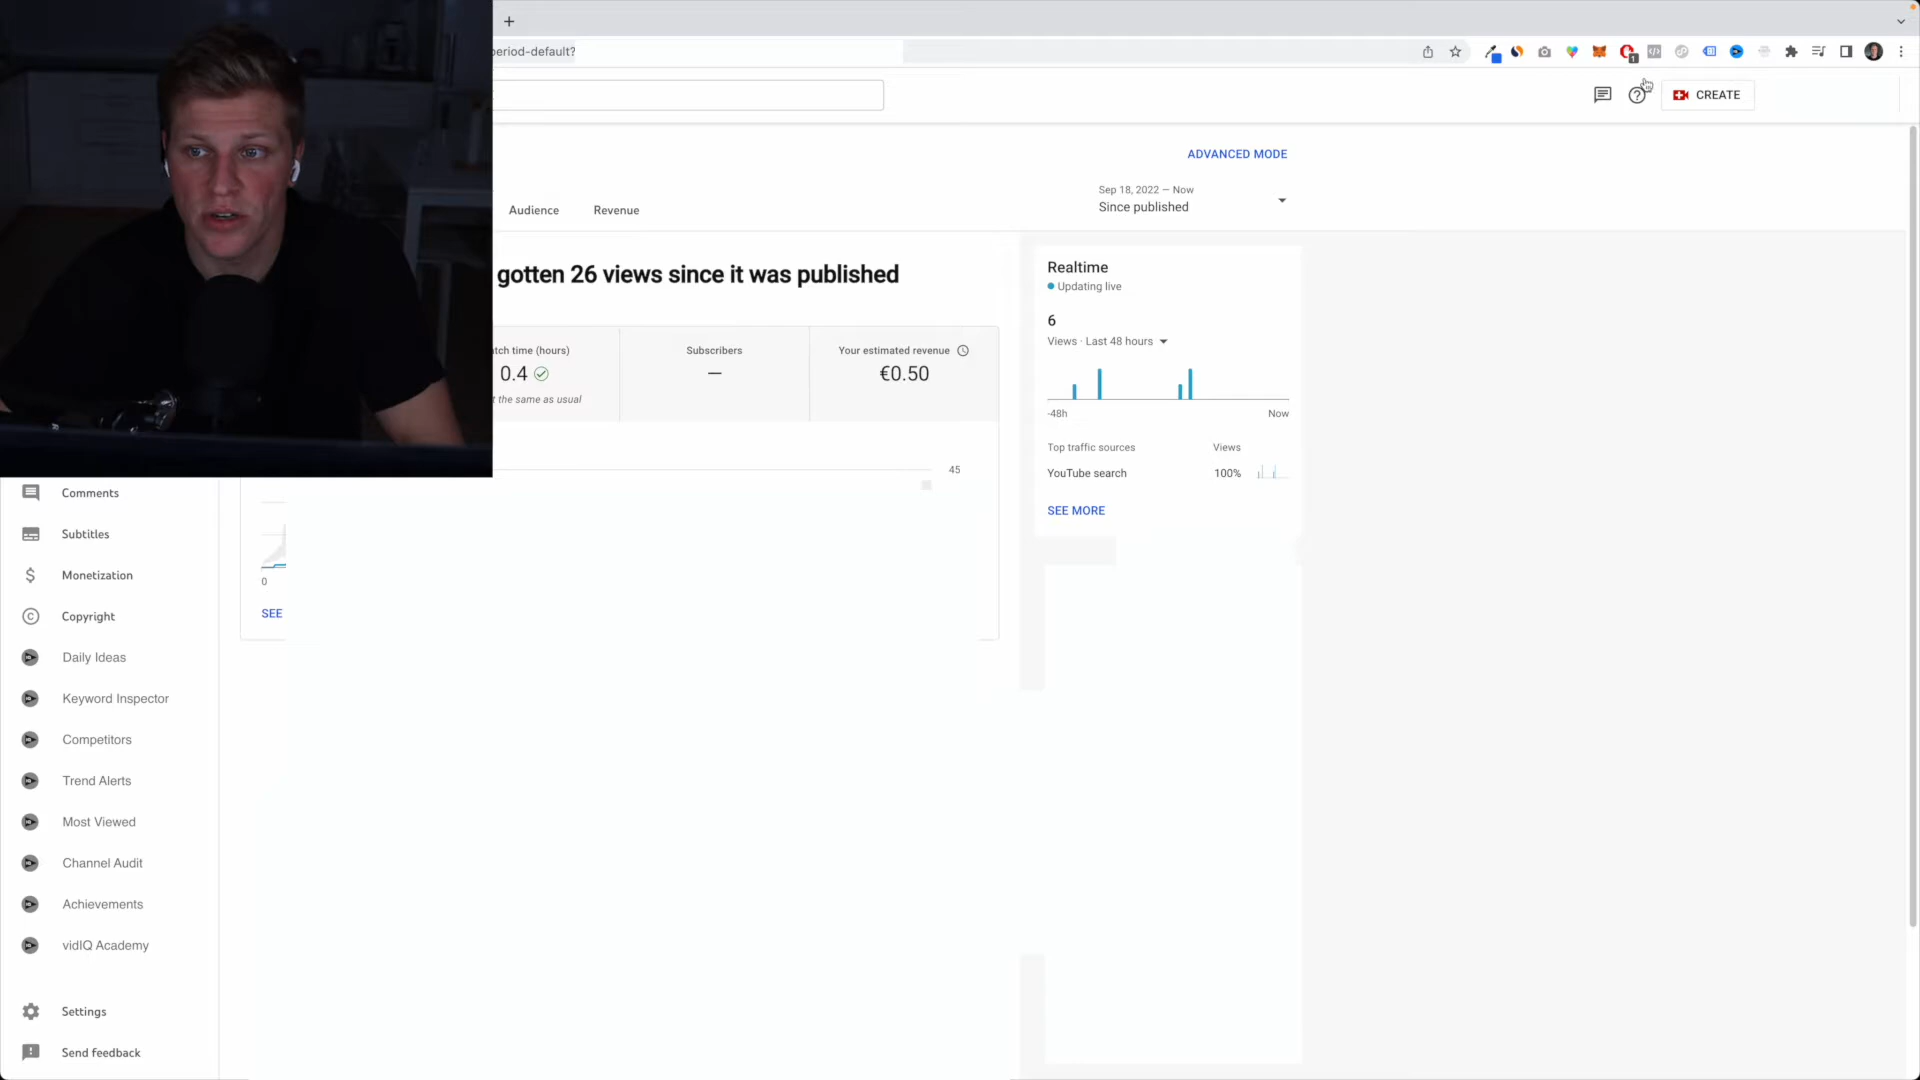 period-default?
CREATE
ADVANCED MODE
Sep 18, 2022 – Now
Since published
Audience
Revenue
gotten 26 views since it was published
Realtime
Updating live
6
Views · Last 48 hours
-48h
Now
Top traffic sources
Views
YouTube search
100%
SEE MORE
tch time (hours)
0.4
t the same as usual
Subscribers
—
Your estimated revenue
€0.50
45
0
SEE
Comments
Subtitles
Monetization
Copyright
Daily Ideas
Keyword Inspector
Competitors
Trend Alerts
Most Viewed
Channel Audit
Achievements
vidIQ Academy
Settings
Send feedback